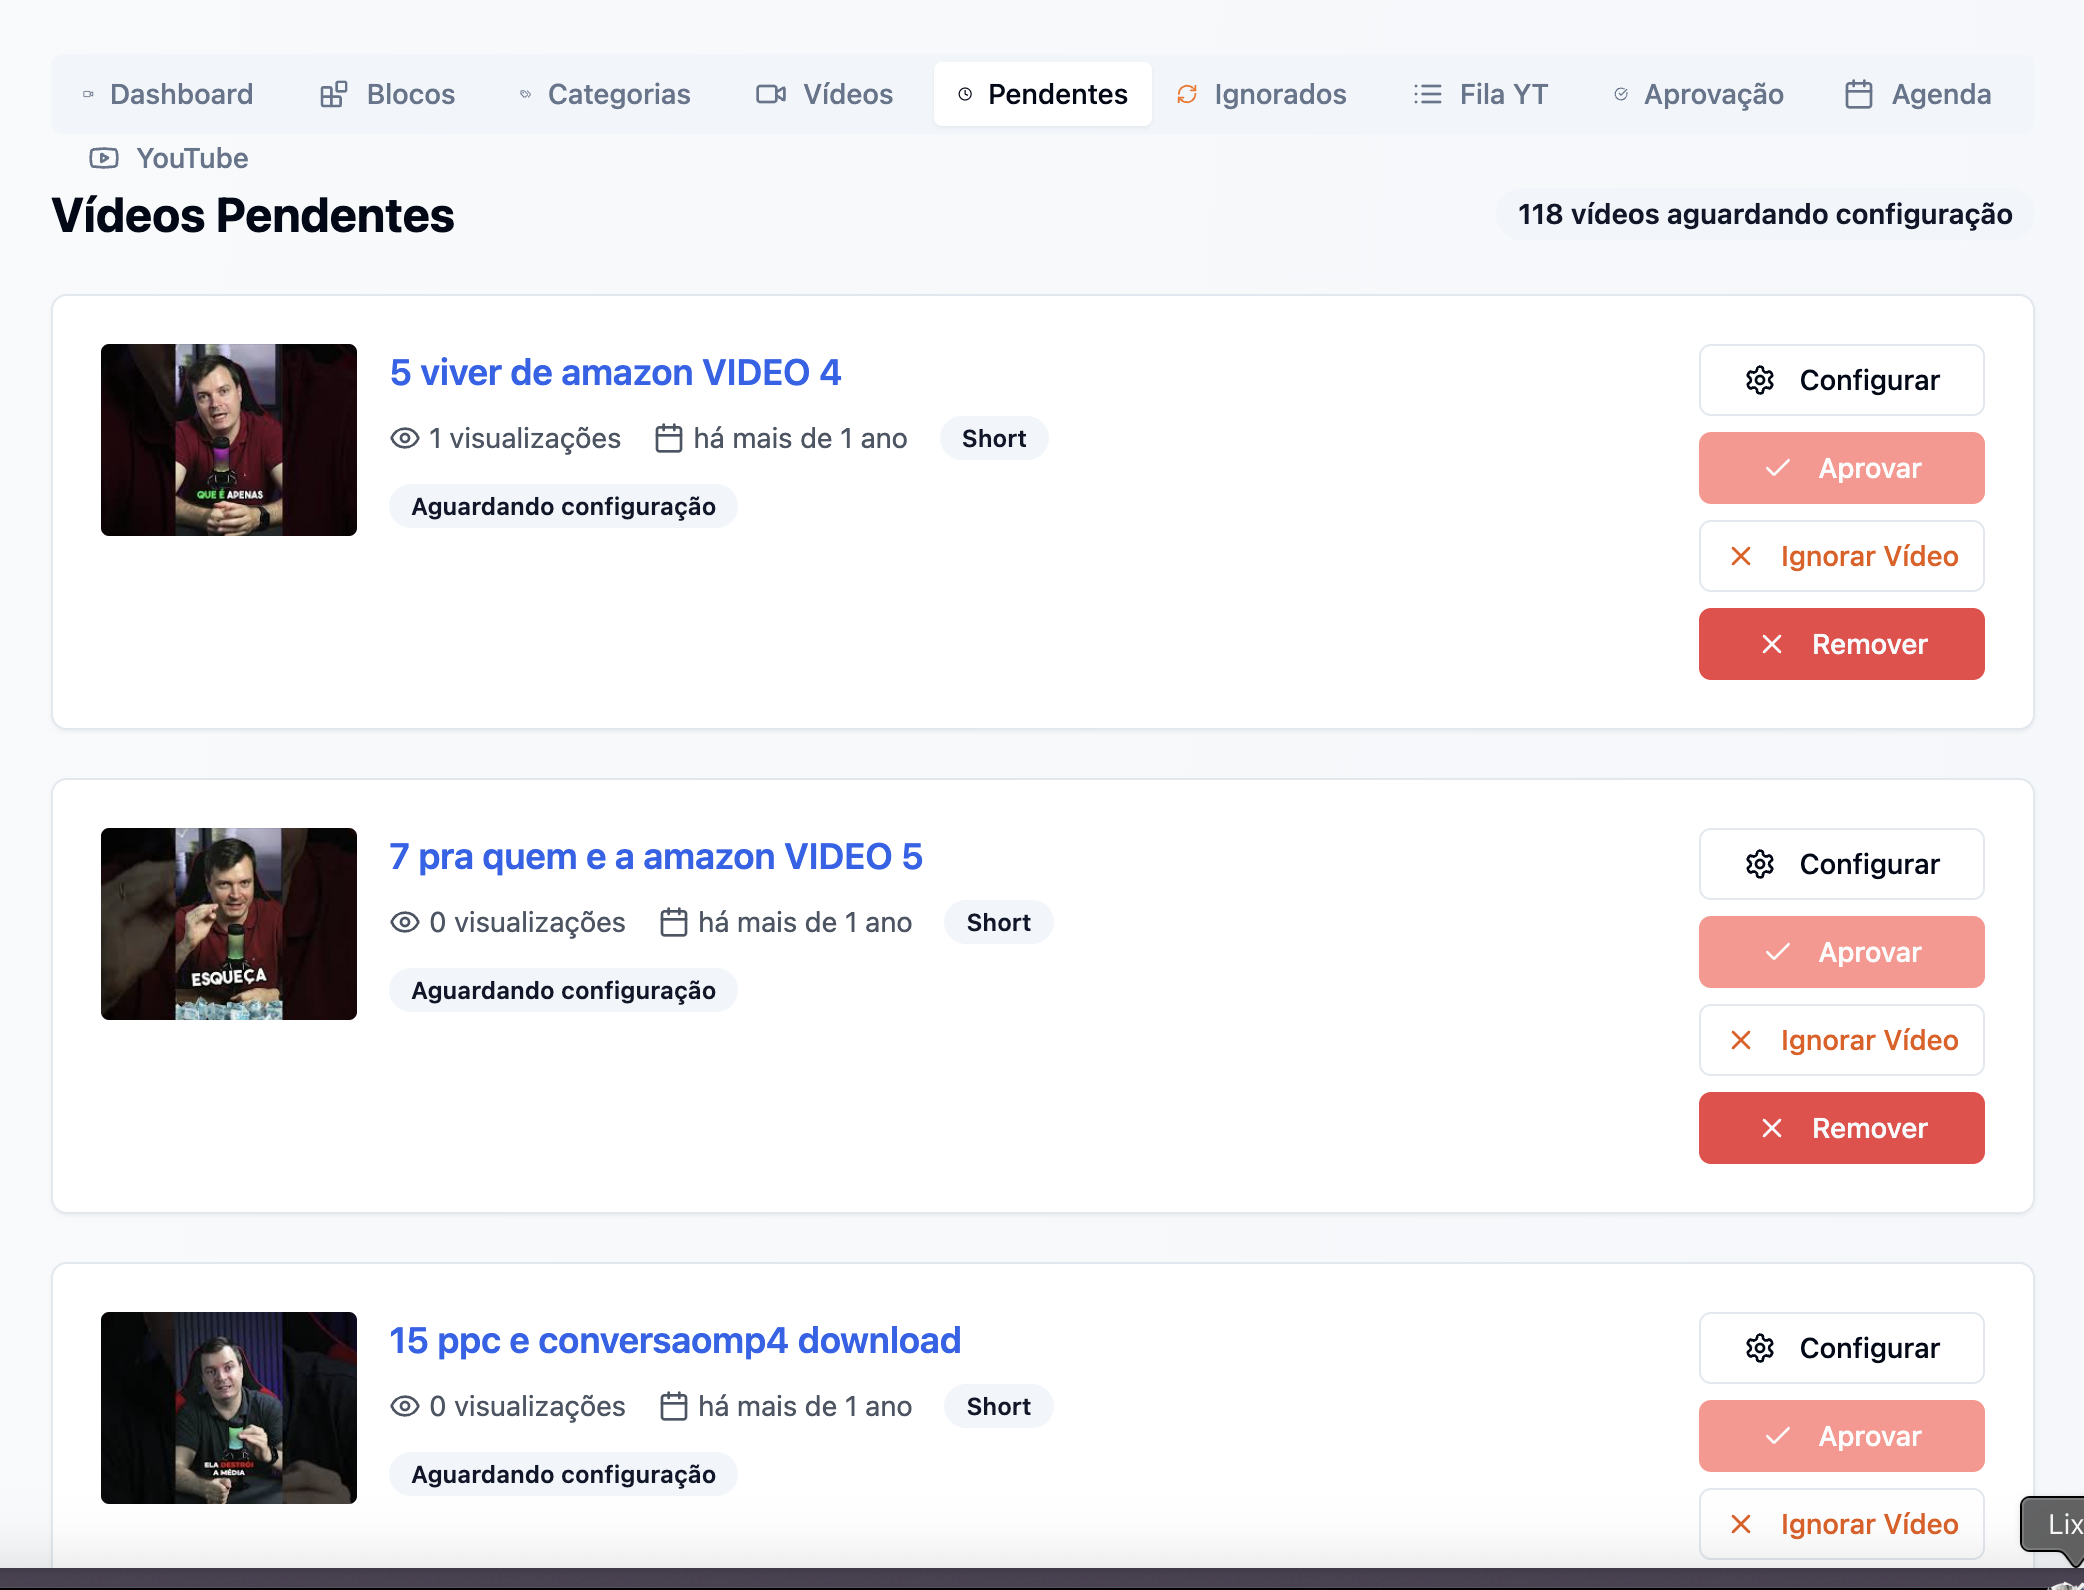 Dashboard Blocos Categorias Vídeos Pendentes Ignorados Fila YT Aprovação Agenda
YouTube
Vídeos Pendentes
118 vídeos aguardando configuração
5 viver de amazon VIDEO 4
1 visualizações há mais de 1 ano Short
Aguardando configuração
QUE É APENAS
Configurar
Aprovar
Ignorar Vídeo
Remover
7 pra quem e a amazon VIDEO 5
0 visualizações há mais de 1 ano Short
Aguardando configuração
ESQUEÇA
Configurar
Aprovar
Ignorar Vídeo
Remover
15 ppc e conversaomp4 download
0 visualizações há mais de 1 ano Short
Aguardando configuração
ELA DESTRÓI
A MÉDIA
Configurar
Aprovar
Ignorar Vídeo
Lix